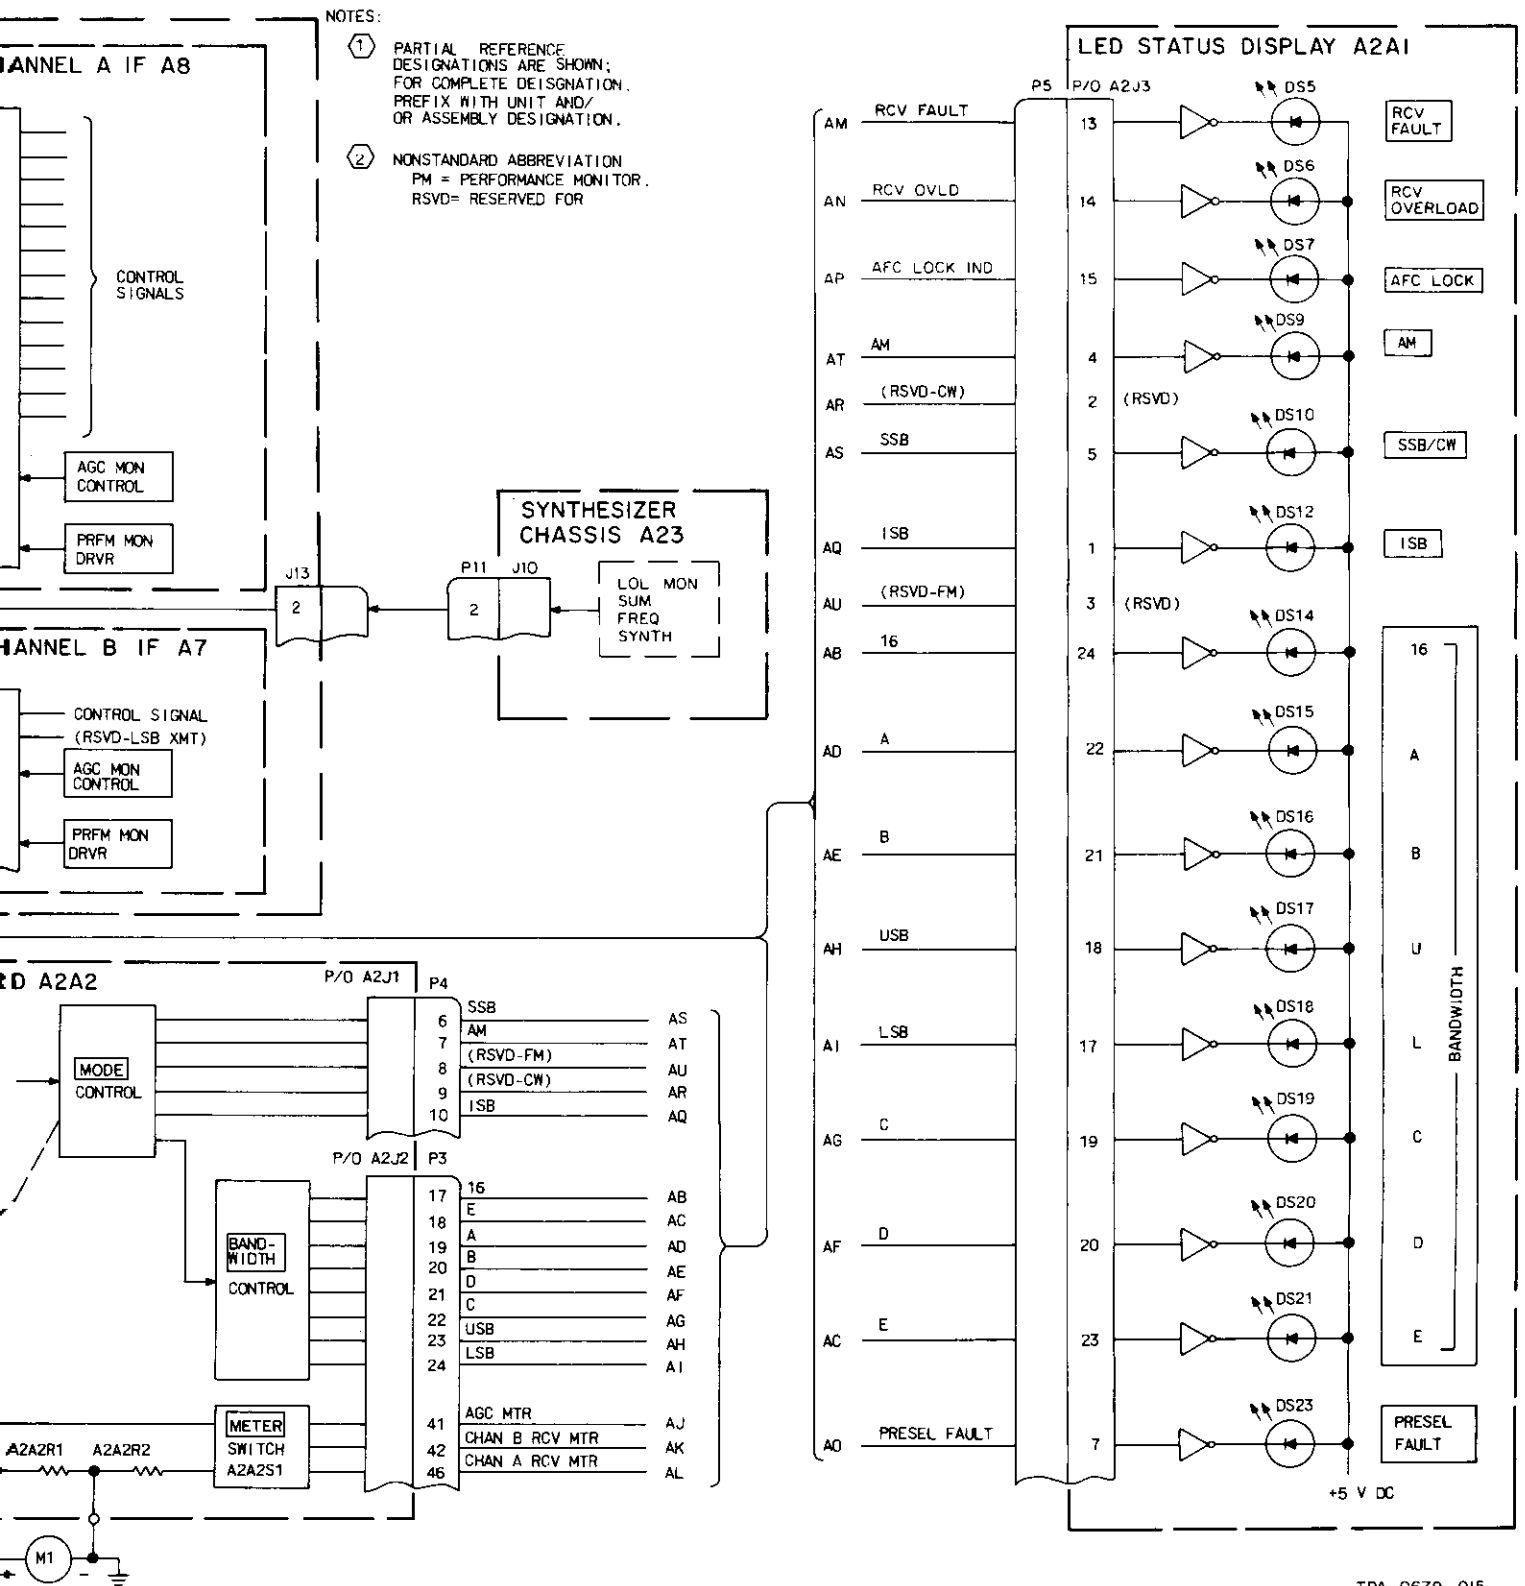 NOTES:
1 PARTIAL REFERENCE
DESIGNATIONS ARE SHOWN;
FOR COMPLETE DEISGNATION.
PREFIX WITH UNIT AND/
OR ASSEMBLY DESIGNATION.
2 NONSTANDARD ABBREVIATION
PM = PERFORMANCE MONITOR.
RSVD= RESERVED FOR
ANNEL A IF A8
CONTROL
SIGNALS
AGC MON
CONTROL
PRFM MON
DRVR
J13
2
P11 J10
2
SYNTHESIZER
CHASSIS A23
LOL MON
SUM
FREQ
SYNTH
HANNEL B IF A7
CONTROL SIGNAL
(RSVD-LSB XMT)
AGC MON
CONTROL
PRFM MON
DRVR
RD A2A2
P/O A2J1 P4
MODE
CONTROL
6 SSB AS
7 AM AT
8 (RSVD-FM) AU
9 (RSVD-CW) AR
10 ISB AQ
P/O A2J2 P3
BAND-
WIDTH
CONTROL
17 16 AB
18 E AC
19 A AD
20 B AE
21 D AF
22 C AG
23 USB AH
24 LSB AI
METER
SWITCH
A2A2S1
41 AGC MTR AJ
42 CHAN B RCV MTR AK
46 CHAN A RCV MTR AL
A2A2R1 A2A2R2
M1
+ -
LED STATUS DISPLAY A2A1
P5 P/O A2J3
AM RCV FAULT 13 DS5 RCV
FAULT
AN RCV OVLD 14 DS6 RCV
OVERLOAD
AP AFC LOCK IND 15 DS7 AFC LOCK
AT AM 4 DS9 AM
AR (RSVD-CW) 2 (RSVD)
AS SSB 5 DS10 SSB/CW
AQ ISB 1 DS12 ISB
AU (RSVD-FM) 3 (RSVD)
AB 16 24 DS14 16
AD A 22 DS15 A
AE B 21 DS16 B
AH USB 18 DS17 U
AI LSB 17 DS18 L
AG C 19 DS19 C
AF D 20 DS20 D
AC E 23 DS21 E
BANDWIDTH
AO PRESEL FAULT 7 DS23 PRESEL
FAULT
+5 V DC